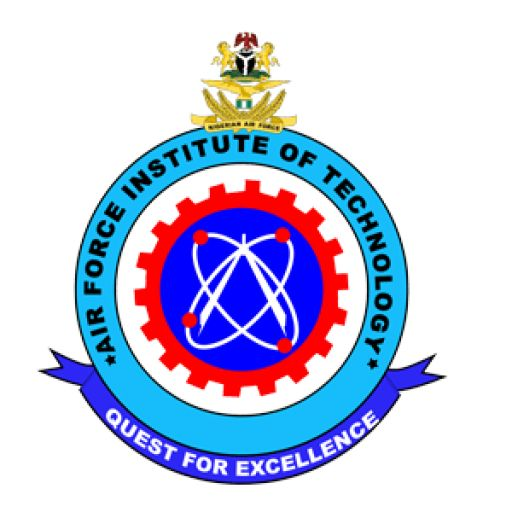 NIGERIAN AIR FORCE
AIR FORCE INSTITUTE OF TECHNOLOGY
QUEST FOR EXCELLENCE